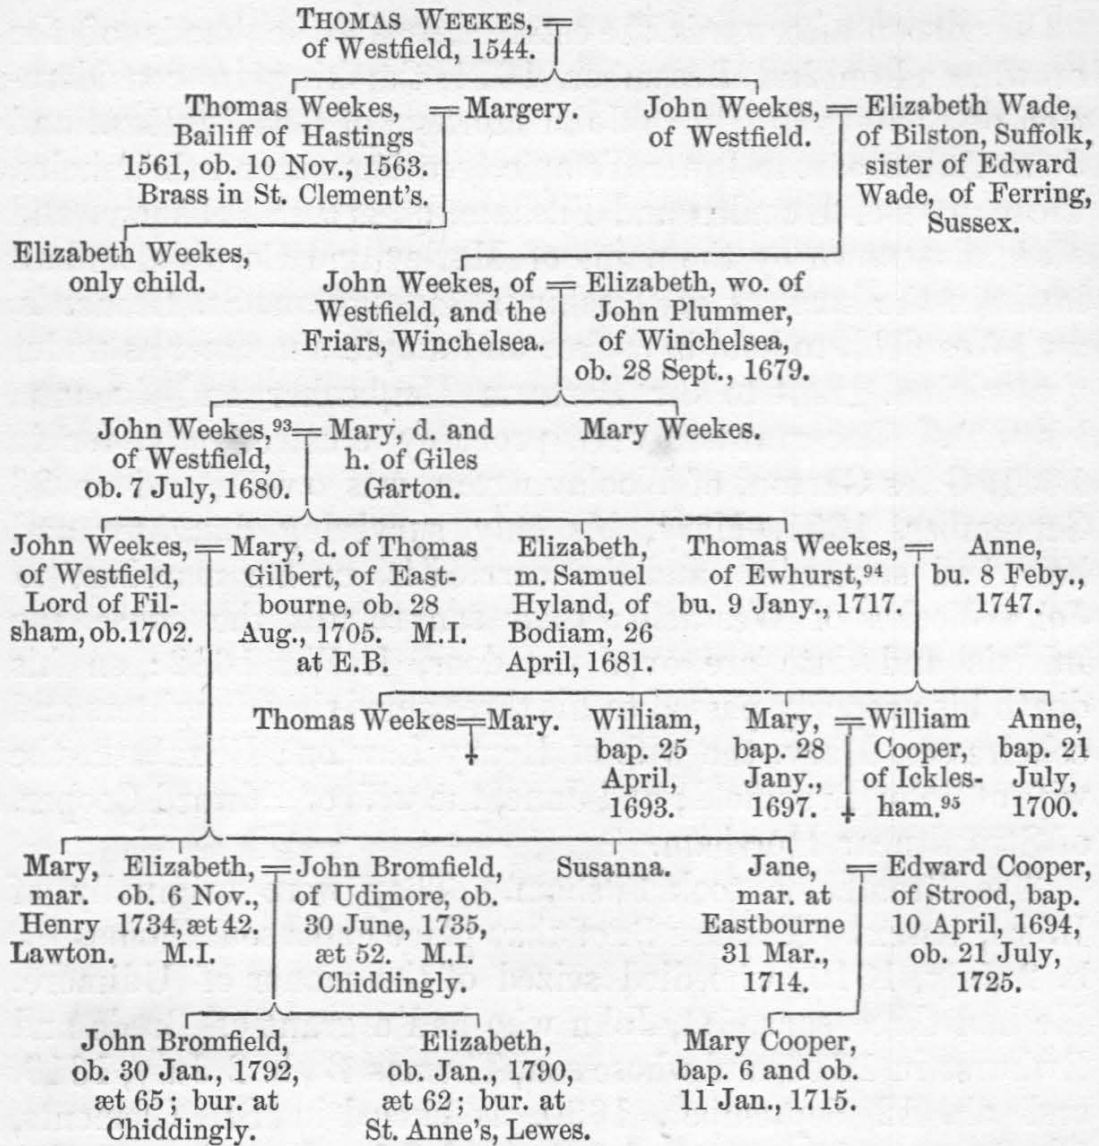 THOMAS WEEKES, =
of Westfield, 1544.
Thomas Weekes, = Margery.
Bailiff of Hastings
1561, ob. 10 Nov., 1563.
Brass in St. Clement's.
John Weekes, = Elizabeth Wade,
of Westfield. of Bilston, Suffolk,
sister of Edward
Wade, of Ferring,
Sussex.
Elizabeth Weekes,
only child.
John Weekes, of = Elizabeth, wo. of
Westfield, and the John Plummer,
Friars, Winchelsea. of Winchelsea,
ob. 28 Sept., 1679.
John Weekes,⁹³ = Mary, d. and
of Westfield, h. of Giles
ob. 7 July, 1680. Garton.
Mary Weekes.
John Weekes, = Mary, d. of Thomas
of Westfield, Gilbert, of East-
Lord of Fil- bourne, ob. 28
sham, ob. 1702. Aug., 1705. M.I.
at E.B.
Elizabeth,
m. Samuel
Hyland, of
Bodiam, 26
April, 1681.
Thomas Weekes, = Anne,
of Ewhurst,⁹⁴ bu. 8 Feby.,
bu. 9 Jany., 1717. 1747.
Thomas Weekes = Mary.
William,
bap. 25
April,
1693.
Mary, = William
bap. 28 Cooper,
Jany., of Ickles-
1697. ham.⁹⁵
Anne,
bap. 21
July,
1700.
Mary,
mar.
Henry
Lawton.
Elizabeth, = John Bromfield,
ob. 6 Nov., of Udimore, ob.
1734, æt 42. 30 June, 1735,
M.I. æt 52. M.I.
Chiddingly.
Susanna.
Jane, = Edward Cooper,
mar. at of Strood, bap.
Eastbourne 10 April, 1694,
31 Mar., ob. 21 July,
1714. 1725.
John Bromfield,
ob. 30 Jan., 1792,
æt 65; bur. at
Chiddingly.
Elizabeth,
ob. Jan., 1790,
æt 62; bur. at
St. Anne's, Lewes.
Mary Cooper,
bap. 6 and ob.
11 Jan., 1715.